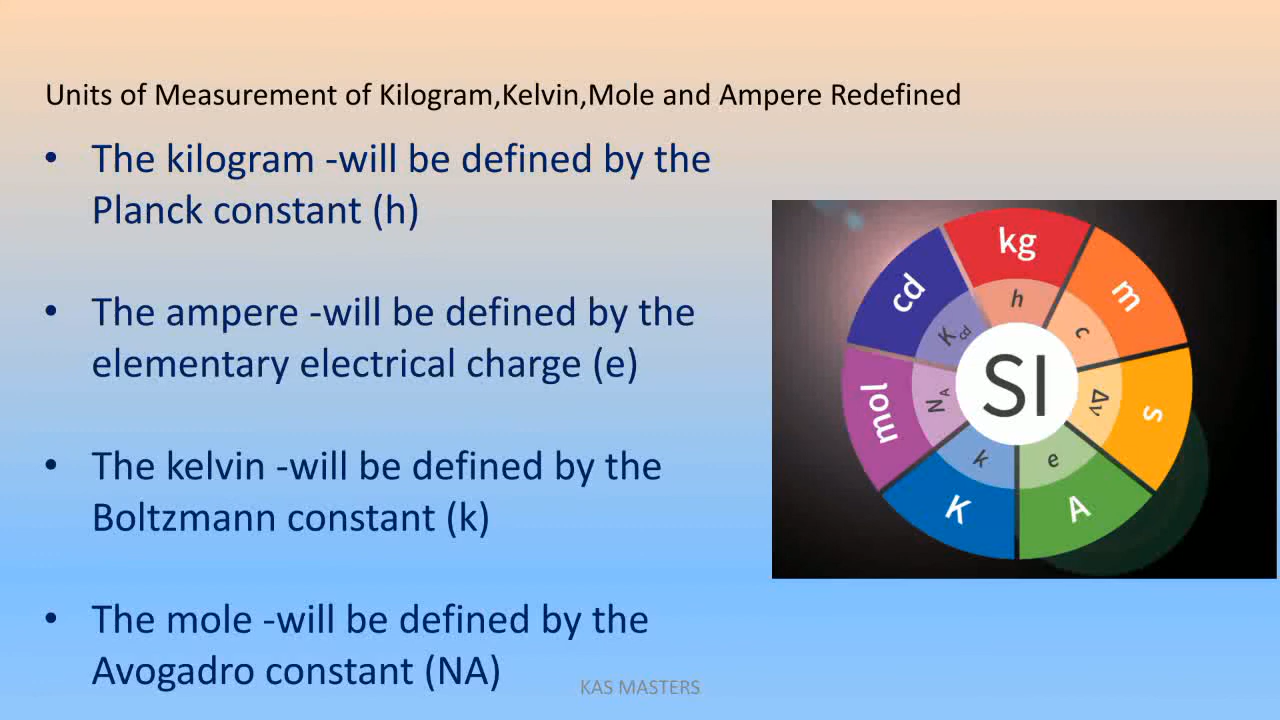 Units of Measurement of Kilogram,Kelvin,Mole and Ampere Redefined
• The kilogram -will be defined by the
Planck constant (h)
• The ampere -will be defined by the
elementary electrical charge (e)
• The kelvin -will be defined by the
Boltzmann constant (k)
• The mole -will be defined by the
Avogadro constant (NA)
kg
m
s
A
K
mol
cd
h
c
Δν
e
k
NA
Kcd
SI
KAS MASTERS